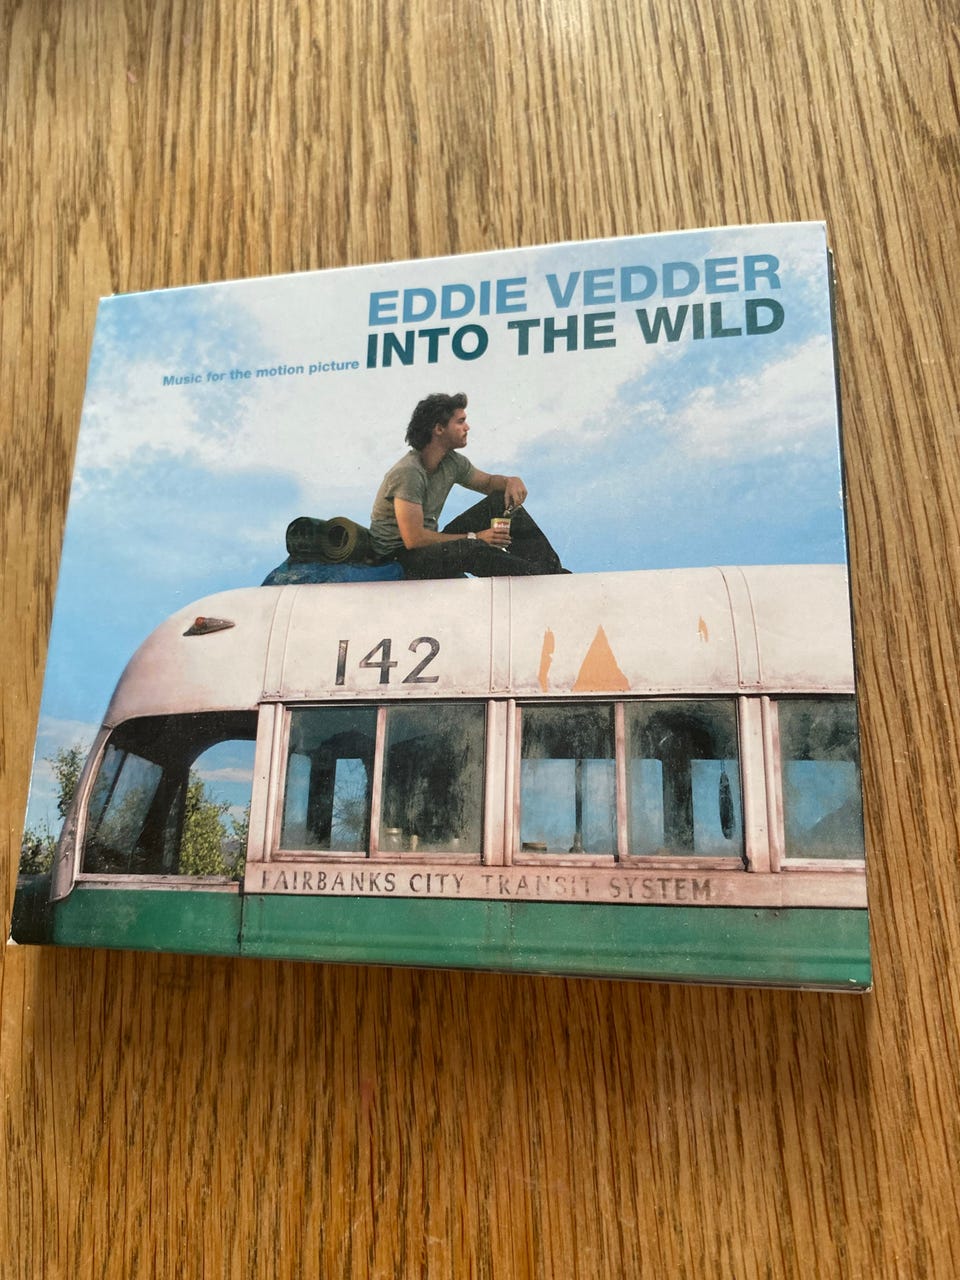 EDDIE VEDDER
Music for the motion picture INTO THE WILD
142
FAIRBANKS CITY TRANSIT SYSTEM